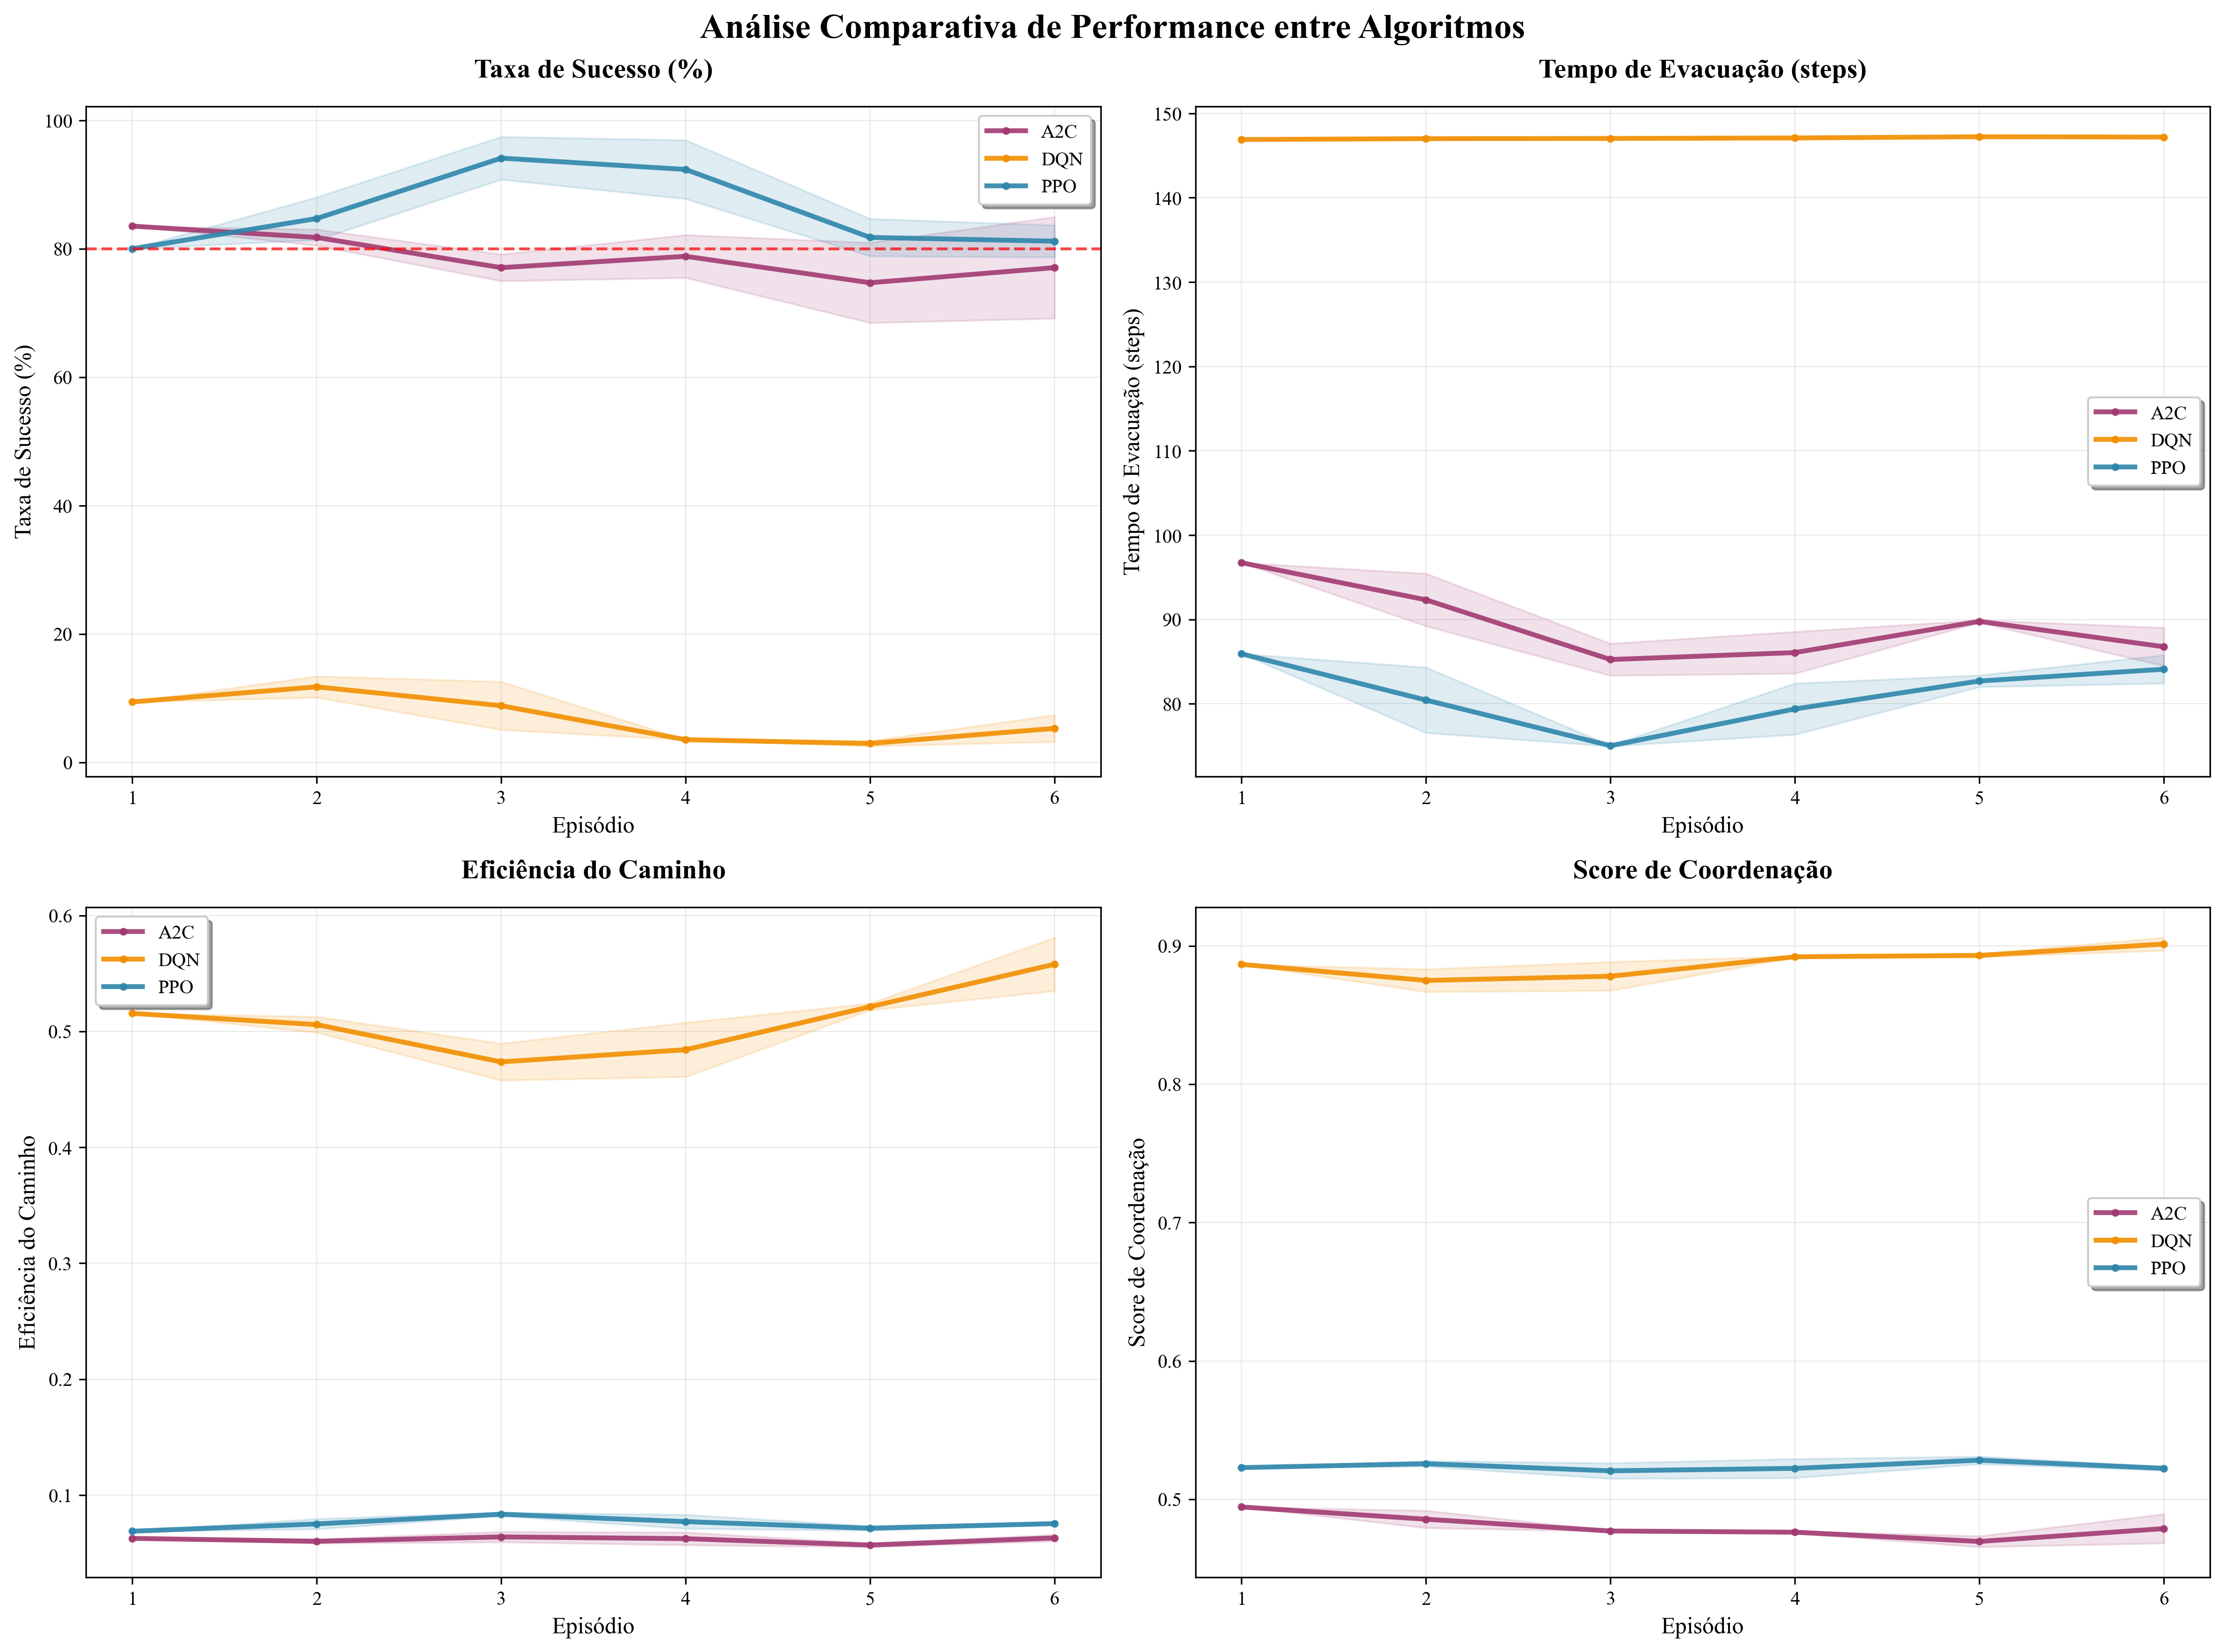 Análise Comparativa de Performance entre Algoritmos
Taxa de Sucesso (%)
Taxa de Sucesso (%)
100
80
60
40
20
0
1 2 3 4 5 6
Episódio
A2C
DQN
PPO
Tempo de Evacuação (steps)
Tempo de Evacuação (steps)
150
140
130
120
110
100
90
80
1 2 3 4 5 6
Episódio
A2C
DQN
PPO
Eficiência do Caminho
Eficiência do Caminho
0.6
0.5
0.4
0.3
0.2
0.1
1 2 3 4 5 6
Episódio
A2C
DQN
PPO
Score de Coordenação
Score de Coordenação
0.9
0.8
0.7
0.6
0.5
1 2 3 4 5 6
Episódio
A2C
DQN
PPO